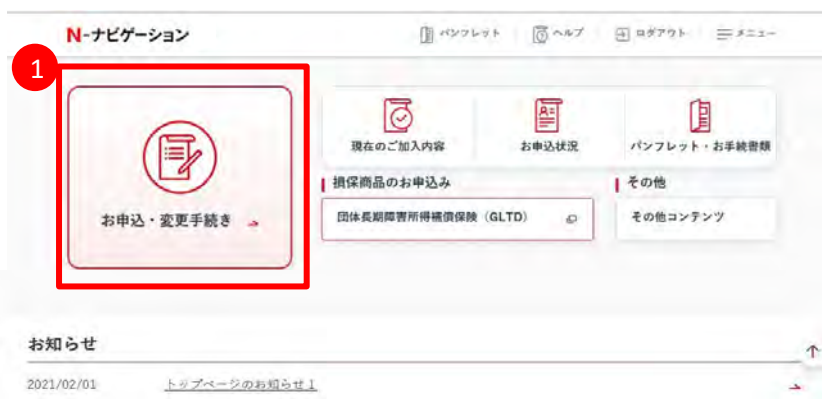 N-ナビゲーション
パンフレット
ヘルプ
ログアウト
メニュー
1
お申込・変更手続き
現在のご加入内容
お申込状況
パンフレット・お手続書類
損保商品のお申込み
団体長期障害所得補償保険（GLTD）
その他
その他コンテンツ
お知らせ
2021/02/01 トップページのお知らせ1